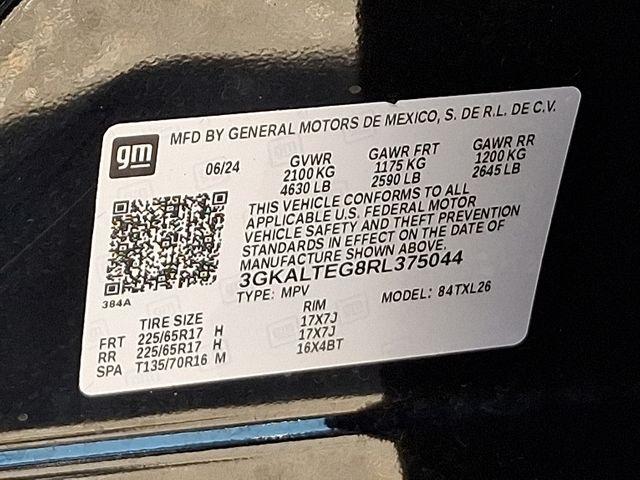 gm
MFD BY GENERAL MOTORS DE MEXICO, S. DE R.L. DE C.V.
06/24 GVWR GAWR FRT GAWR RR
2100 KG 1175 KG 1200 KG
4630 LB 2590 LB 2645 LB
THIS VEHICLE CONFORMS TO ALL
APPLICABLE U.S. FEDERAL MOTOR
VEHICLE SAFETY AND THEFT PREVENTION
STANDARDS IN EFFECT ON THE DATE OF
MANUFACTURE SHOWN ABOVE.
3GKALTEG8RL375044
384A
TYPE: MPV MODEL: 84TXL26
TIRE SIZE RIM
FRT 225/65R17 H 17X7J
RR 225/65R17 H 17X7J
SPA T135/70R16 M 16X4BT